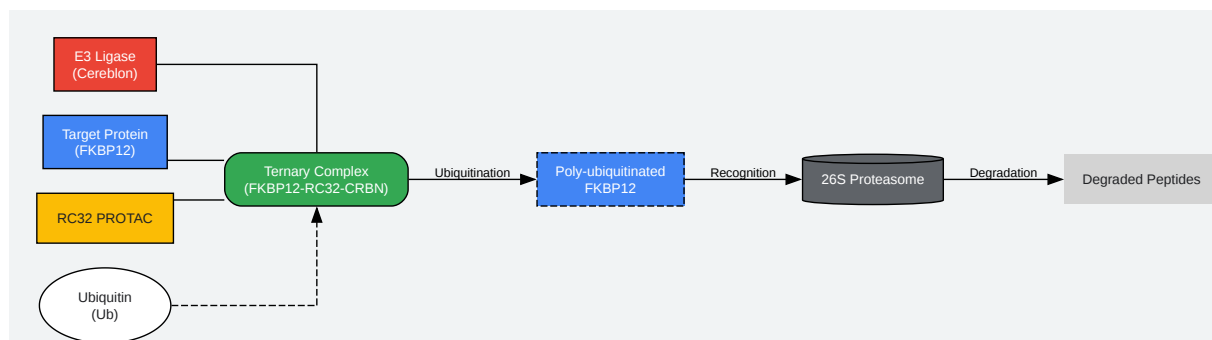 E3 Ligase
(Cereblon)
Target Protein
(FKBP12)
RC32 PROTAC
Ubiquitin
(Ub)
Ternary Complex
(FKBP12-RC32-CRBN)
Ubiquitination
Poly-ubiquitinated
FKBP12
Recognition
26S Proteasome
Degradation
Degraded Peptides